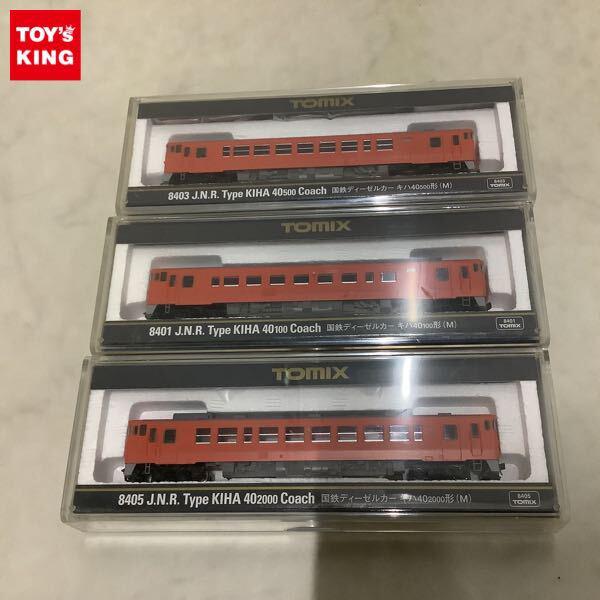 TOY'S
KING
TOMIX
8403 J.N.R. Type KIHA 40500 Coach 国鉄ディーゼルカー キハ40500形(M)
8403
TOMIX
TOMIX
8401 J.N.R. Type KIHA 40100 Coach 国鉄ディーゼルカー キハ40100形(M)
8401
TOMIX
TOMIX
8405 J.N.R. Type KIHA 402000 Coach 国鉄ディーゼルカー キハ402000形(M)
8405
TOMIX